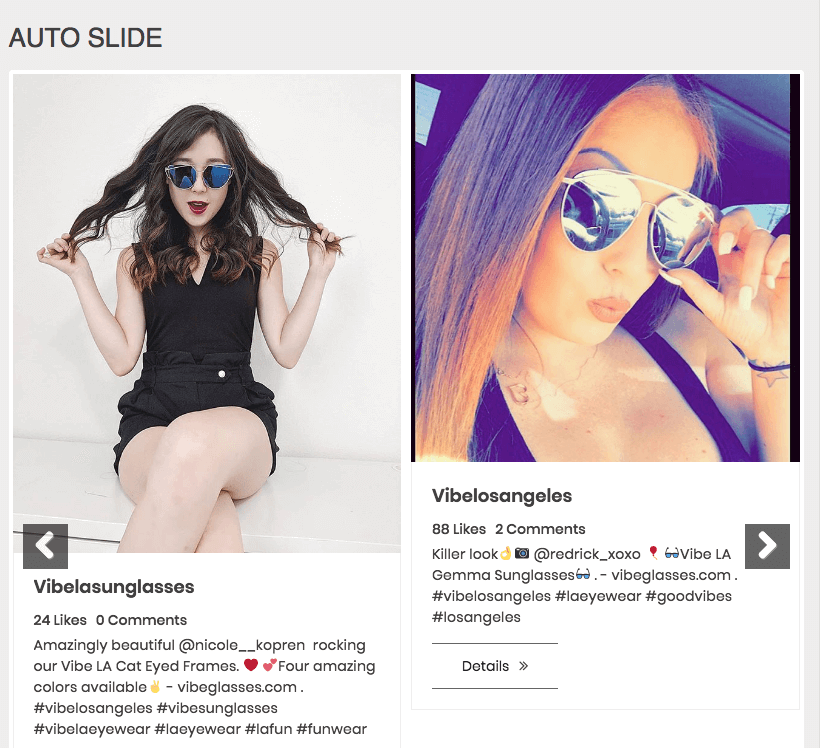 AUTO SLIDE
Vibelasunglasses
24 Likes 0 Comments
Amazingly beautiful @nicole__kopren rocking
our Vibe LA Cat Eyed Frames. ❤️ 💕Four amazing
colors available✌️ - vibeglasses.com .
#vibelosangeles #vibesunglasses
#vibelaeyewear #laeyewear #lafun #funwear
Vibelosangeles
88 Likes 2 Comments
Killer look👌📷 @redrick_xoxo 🎈 👓Vibe LA
Gemma Sunglasses👓 . - vibeglasses.com .
#vibelosangeles #laeyewear #goodvibes
#losangeles
Details »